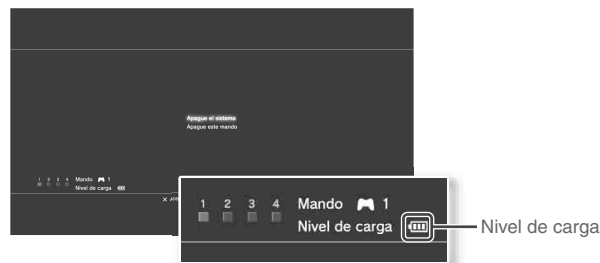 Apague el sistema
Apague este mando
1 2 3 4 Mando 1
Nivel de carga
1 2 3 4 Mando 1
Nivel de carga
Nivel de carga